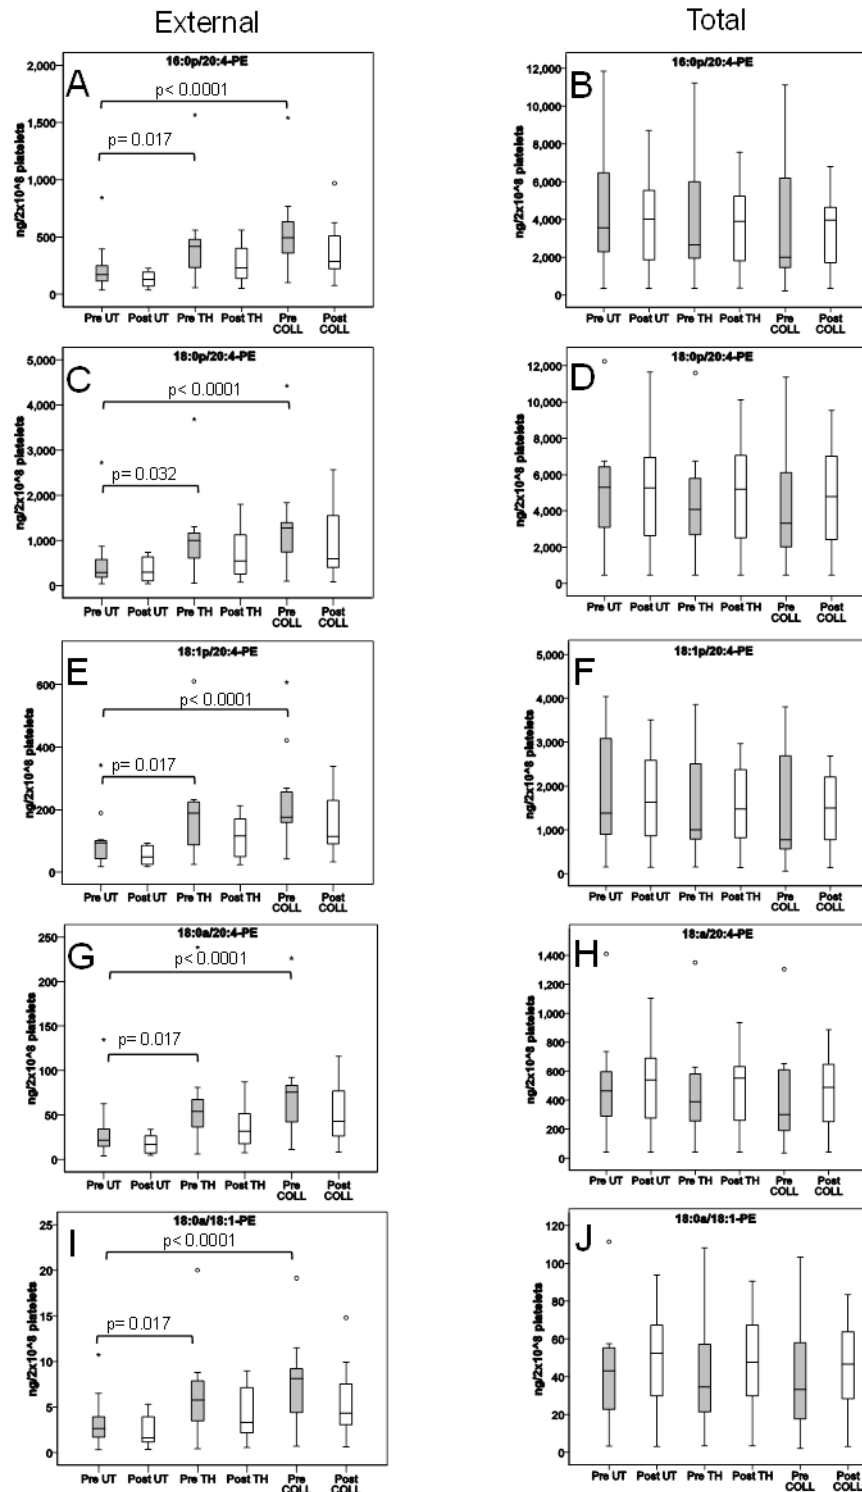 External
Total
A
16:0p/20:4-PE
p< 0.0001
p= 0.017
ng/2x10^8 platelets
2,000
1,500
1,000
500
0
Pre UT
Post UT
Pre TH
Post TH
Pre COLL
Post COLL
B
16:0p/20:4-PE
ng/2x10^8 platelets
12,000
10,000
8,000
6,000
4,000
2,000
0
Pre UT
Post UT
Pre TH
Post TH
Pre COLL
Post COLL
C
18:0p/20:4-PE
p< 0.0001
p= 0.032
ng/2x10^8 platelets
5,000
4,000
3,000
2,000
1,000
0
Pre UT
Post UT
Pre TH
Post TH
Pre COLL
Post COLL
D
18:0p/20:4-PE
ng/2x10^8 platelets
12,000
10,000
8,000
6,000
4,000
2,000
0
Pre UT
Post UT
Pre TH
Post TH
Pre COLL
Post COLL
E
18:1p/20:4-PE
p< 0.0001
p= 0.017
ng/2x10^8 platelets
600
400
200
0
Pre UT
Post UT
Pre TH
Post TH
Pre COLL
Post COLL
F
18:1p/20:4-PE
ng/2x10^8 platelets
5,000
4,000
3,000
2,000
1,000
0
Pre UT
Post UT
Pre TH
Post TH
Pre COLL
Post COLL
G
18:0a/20:4-PE
p< 0.0001
p= 0.017
ng/2x10^8 platelets
250
200
150
100
50
0
Pre UT
Post UT
Pre TH
Post TH
Pre COLL
Post COLL
H
18:a/20:4-PE
ng/2x10^8 platelets
1,400
1,200
1,000
800
600
400
200
0
Pre UT
Post UT
Pre TH
Post TH
Pre COLL
Post COLL
I
18:0a/18:1-PE
p< 0.0001
p= 0.017
ng/2x10^8 platelets
25
20
15
10
5
0
Pre UT
Post UT
Pre TH
Post TH
Pre COLL
Post COLL
J
18:0a/18:1-PE
ng/2x10^8 platelets
120
100
80
60
40
20
0
Pre UT
Post UT
Pre TH
Post TH
Pre COLL
Post COLL